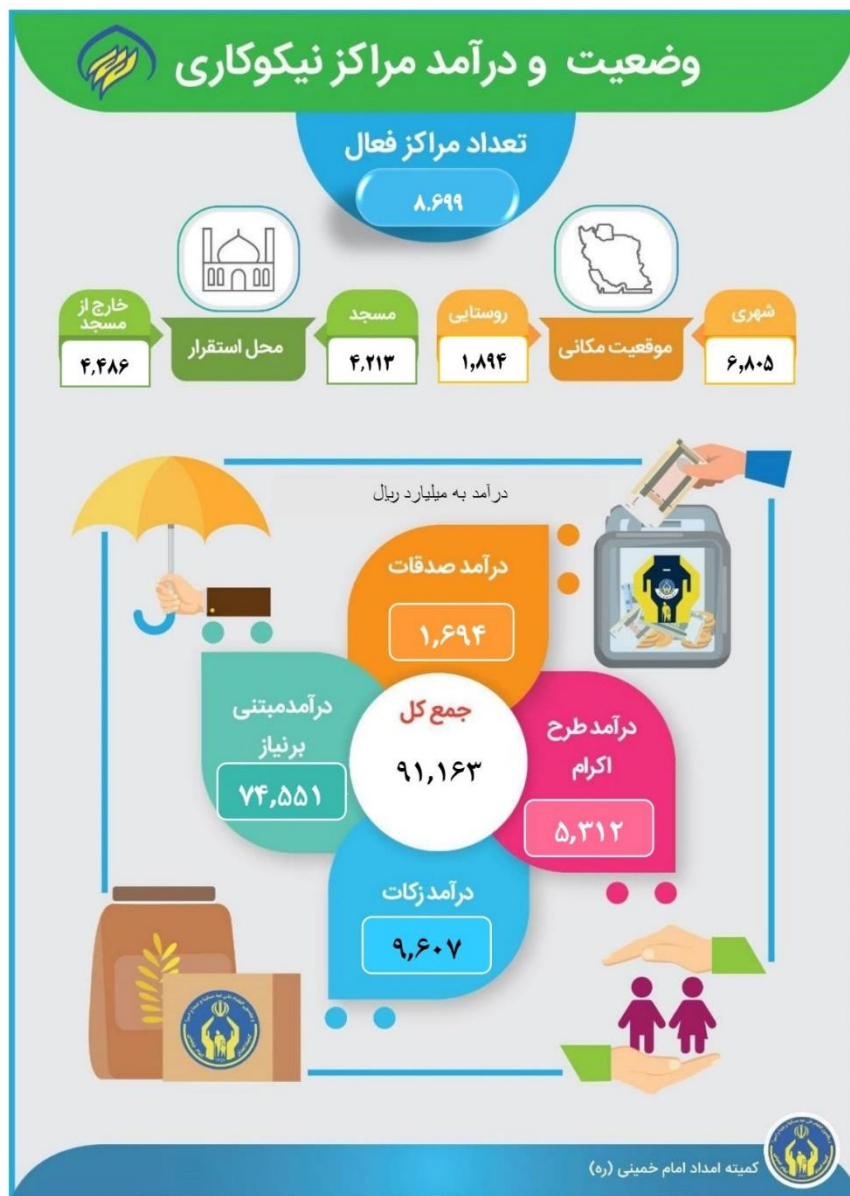 وضعیت و درآمد مراکز نیکوکاری
تعداد مراکز فعال
۸.۶۹۹
شهری
۶,۸۰۵
موقعیت مکانی
روستایی
۱,۸۹۴
مسجد
۴,۲۱۳
محل استقرار
خارج از
مسجد
۴,۴۸۶
درآمد به میلیارد ریال
درآمد صدقات
۱,۶۹۴
درآمد طرح
اکرام
۵,۳۱۲
جمع کل
۹۱,۱۶۳
درآمدمبتنی
برنیاز
۷۴,۵۵۱
درآمد زکات
۹,۶۰۷
کمیته امداد امام خمینی (ره)